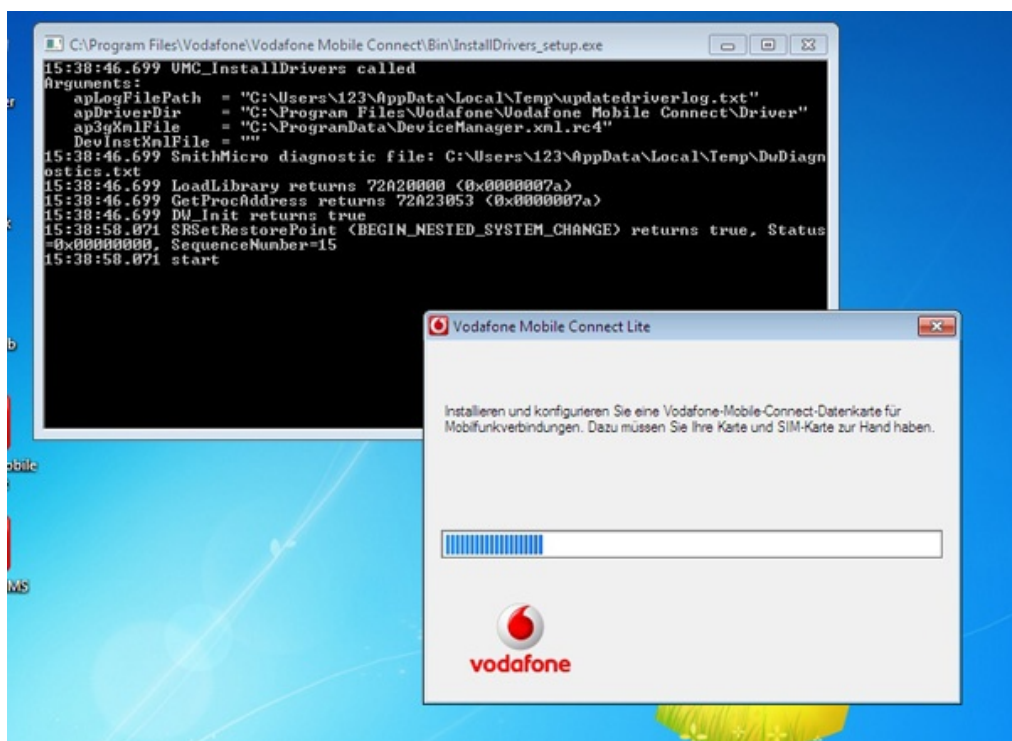 C:\Program Files\Vodafone\Vodafone Mobile Connect\Bin\InstallDrivers_setup.exe
15:38:46.699 VMC_InstallDrivers called
Arguments:
apLogFilePath = "C:\Users\123\AppData\Local\Temp\updatedriverlog.txt"
apDriverDir = "C:\Program Files\Vodafone\Vodafone Mobile Connect\Driver"
ap3gXmlFile = "C:\ProgramData\DeviceManager.xml.rc4"
DevInstXmlFile = ""
15:38:46.699 SmithMicro diagnostic file: C:\Users\123\AppData\Local\Temp\DwDiagn
ostics.txt
15:38:46.699 LoadLibrary returns 72A20000 (0x0000007a)
15:38:46.699 GetProcAddress returns 72A23053 (0x0000007a)
15:38:46.699 DW_Init returns true
15:38:58.071 SRSetRestorePoint (BEGIN_NESTED_SYSTEM_CHANGE) returns true, Status
=0x00000000, SequenceNumber=15
15:38:58.071 start
Vodafone Mobile Connect Lite
Installieren und konfigurieren Sie eine Vodafone-Mobile-Connect-Datenkarte für
Mobilfunkverbindungen. Dazu müssen Sie Ihre Karte und SIM-Karte zur Hand haben.
vodafone